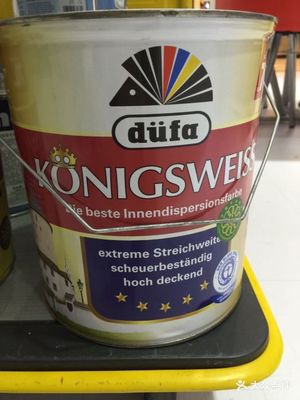 düfa
KÖNIGSWEISS
Die beste Innendispersionsfarbe
extreme Streichweite
scheuerbeständig
hoch deckend